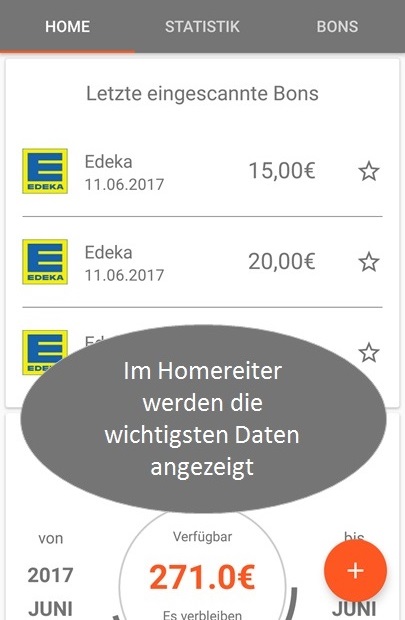 HOME STATISTIK BONS
Letzte eingescannte Bons
Edeka 15,00€
11.06.2017
EDEKA
Edeka 20,00€
11.06.2017
EDEKA
EDEKA
Im Homereiter
werden die
wichtigsten Daten
angezeigt
von Verfügbar bis
2017 271.0€
JUNI Es verbleiben JUNI